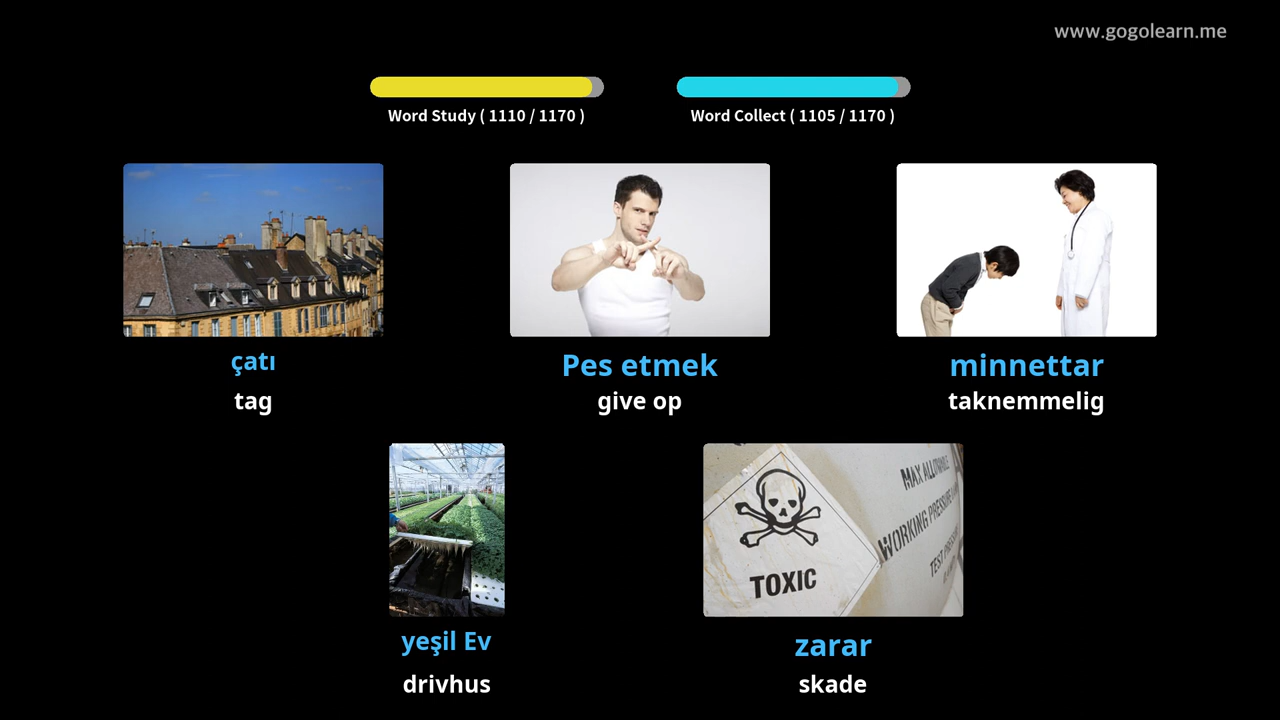 www.gogolearn.me
Word Study ( 1110 / 1170 )
Word Collect ( 1105 / 1170 )
çatı
tag
Pes etmek
give op
minnettar
taknemmelig
yeşil Ev
drivhus
TOXIC
MAX ALLOWABLE
WORKING PRESSURE
TEST
zarar
skade